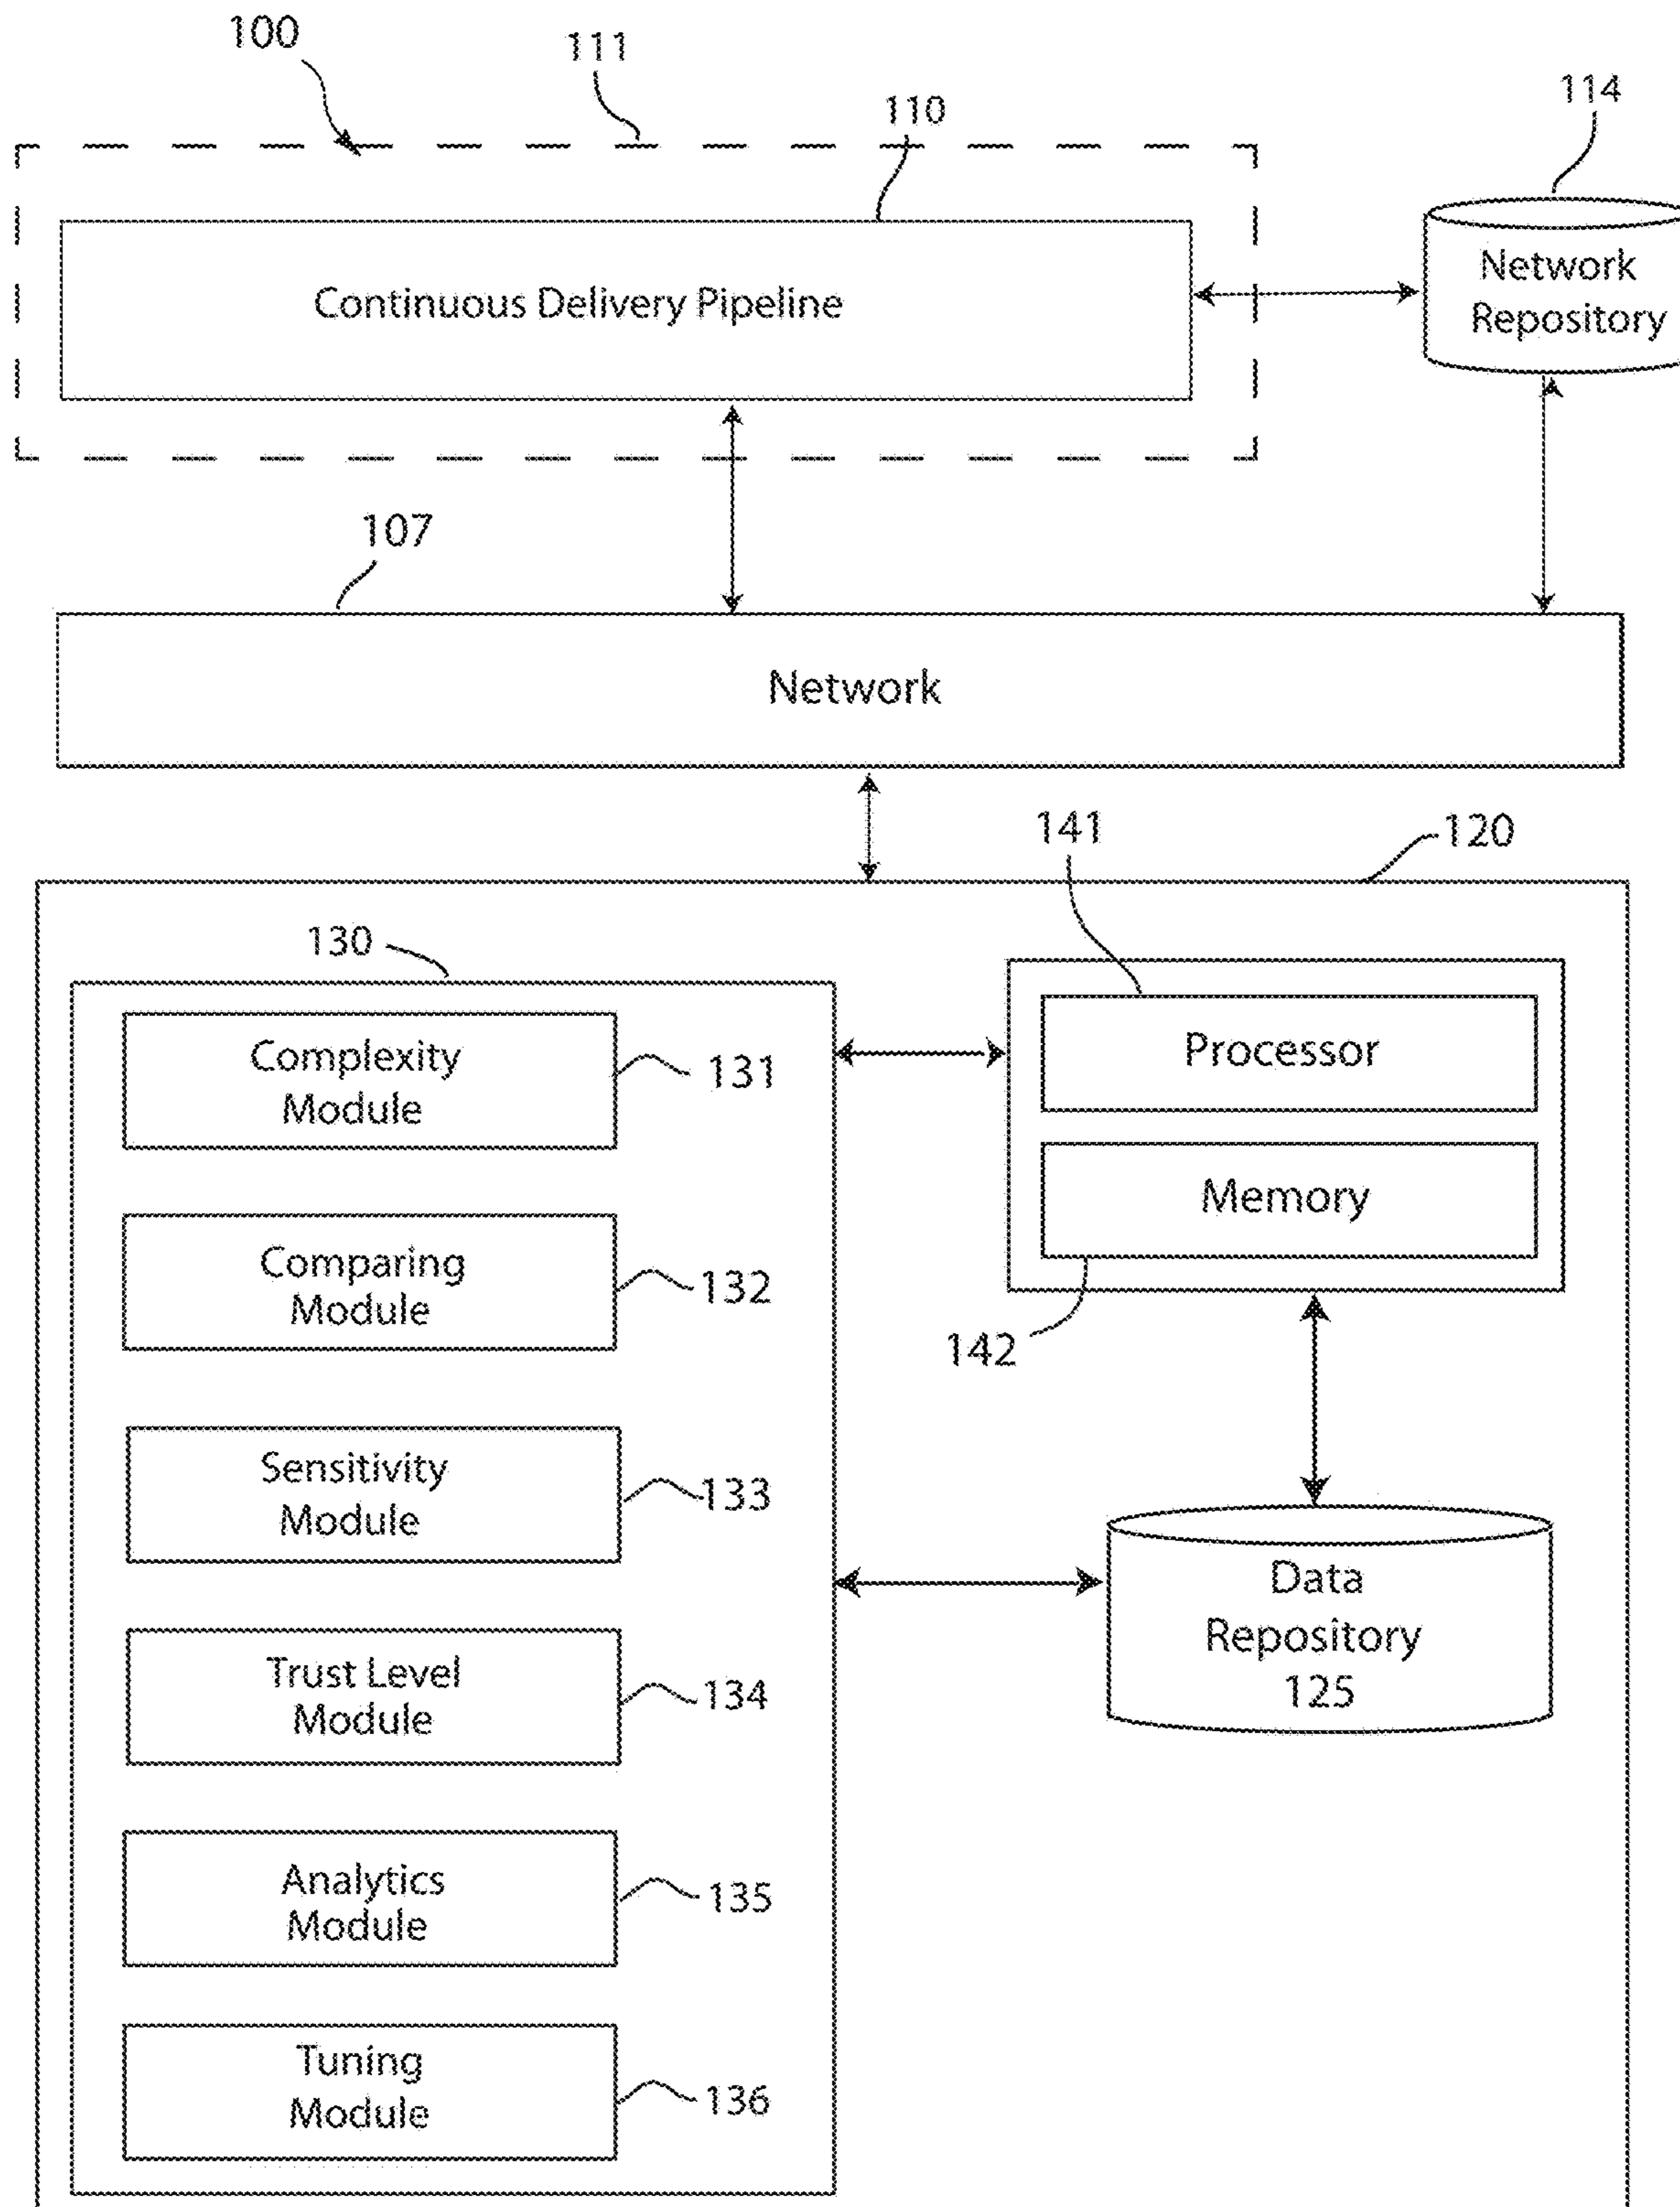 100
111
110
114
Continuous Delivery Pipeline
Network
Repository
107
Network
141
120
130
Complexity
Module
131
Processor
Memory
Comparing
Module
132
142
Sensitivity
Module
133
Data
Repository
125
Trust Level
Module
134
Analytics
Module
135
Tuning
Module
136